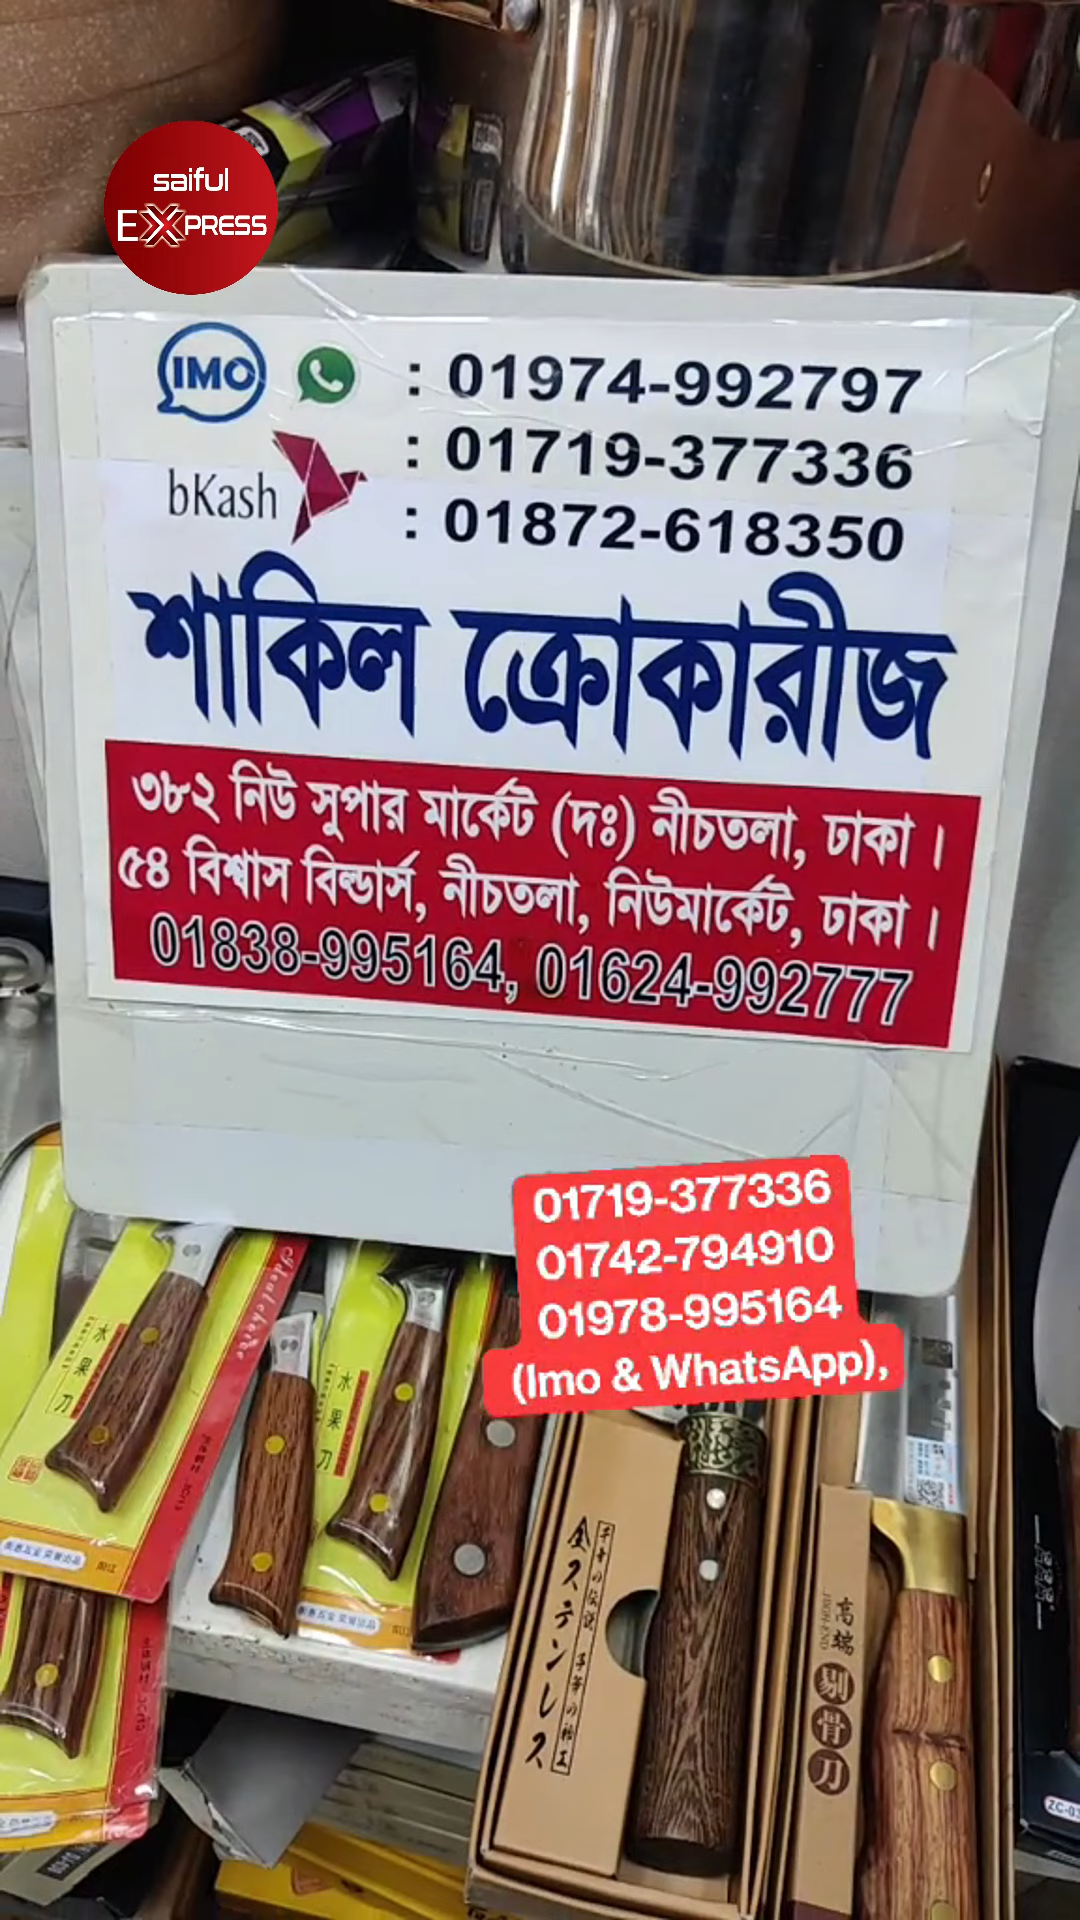 saiful
EXPRESS
IMO : 01974-992797
: 01719-377336
bKash : 01872-618350
শাকিল ক্রোকারীজ
৩৮২ নিউ সুপার মার্কেট (দঃ) নীচতলা, ঢাকা।
৫৪ বিশ্বাস বিল্ডার্স, নীচতলা, নিউমার্কেট, ঢাকা।
01838-995164, 01624-992777
01719-377336
01742-794910
01978-995164
(Imo & WhatsApp),
水果刀
水果刀
金ステンレス
高端
剔骨刀